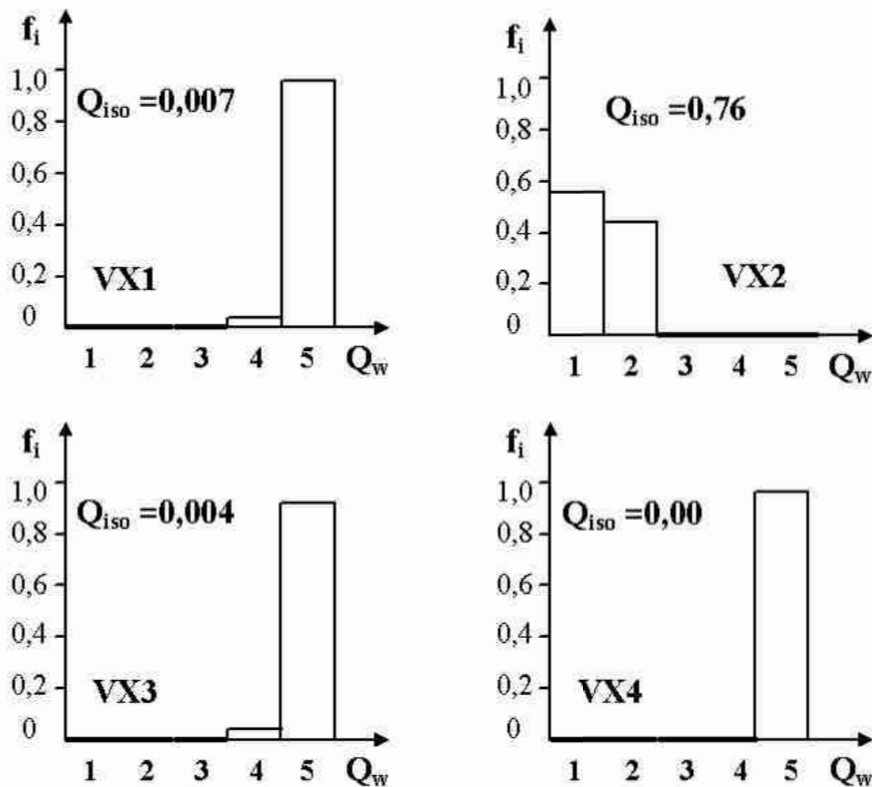 fi
1,0
Qiso =0,007
0,8
0,6
0,4
0,2
VX1
0
1 2 3 4 5 Qw
fi
1,0
Qiso =0,76
0,8
0,6
0,4
0,2
VX2
0
1 2 3 4 5 Qw
fi
1,0
Qiso =0,004
0,8
0,6
0,4
0,2
VX3
0
1 2 3 4 5 Qw
fi
1,0
Qiso =0,00
0,8
0,6
0,4
0,2
VX4
0
1 2 3 4 5 Qw